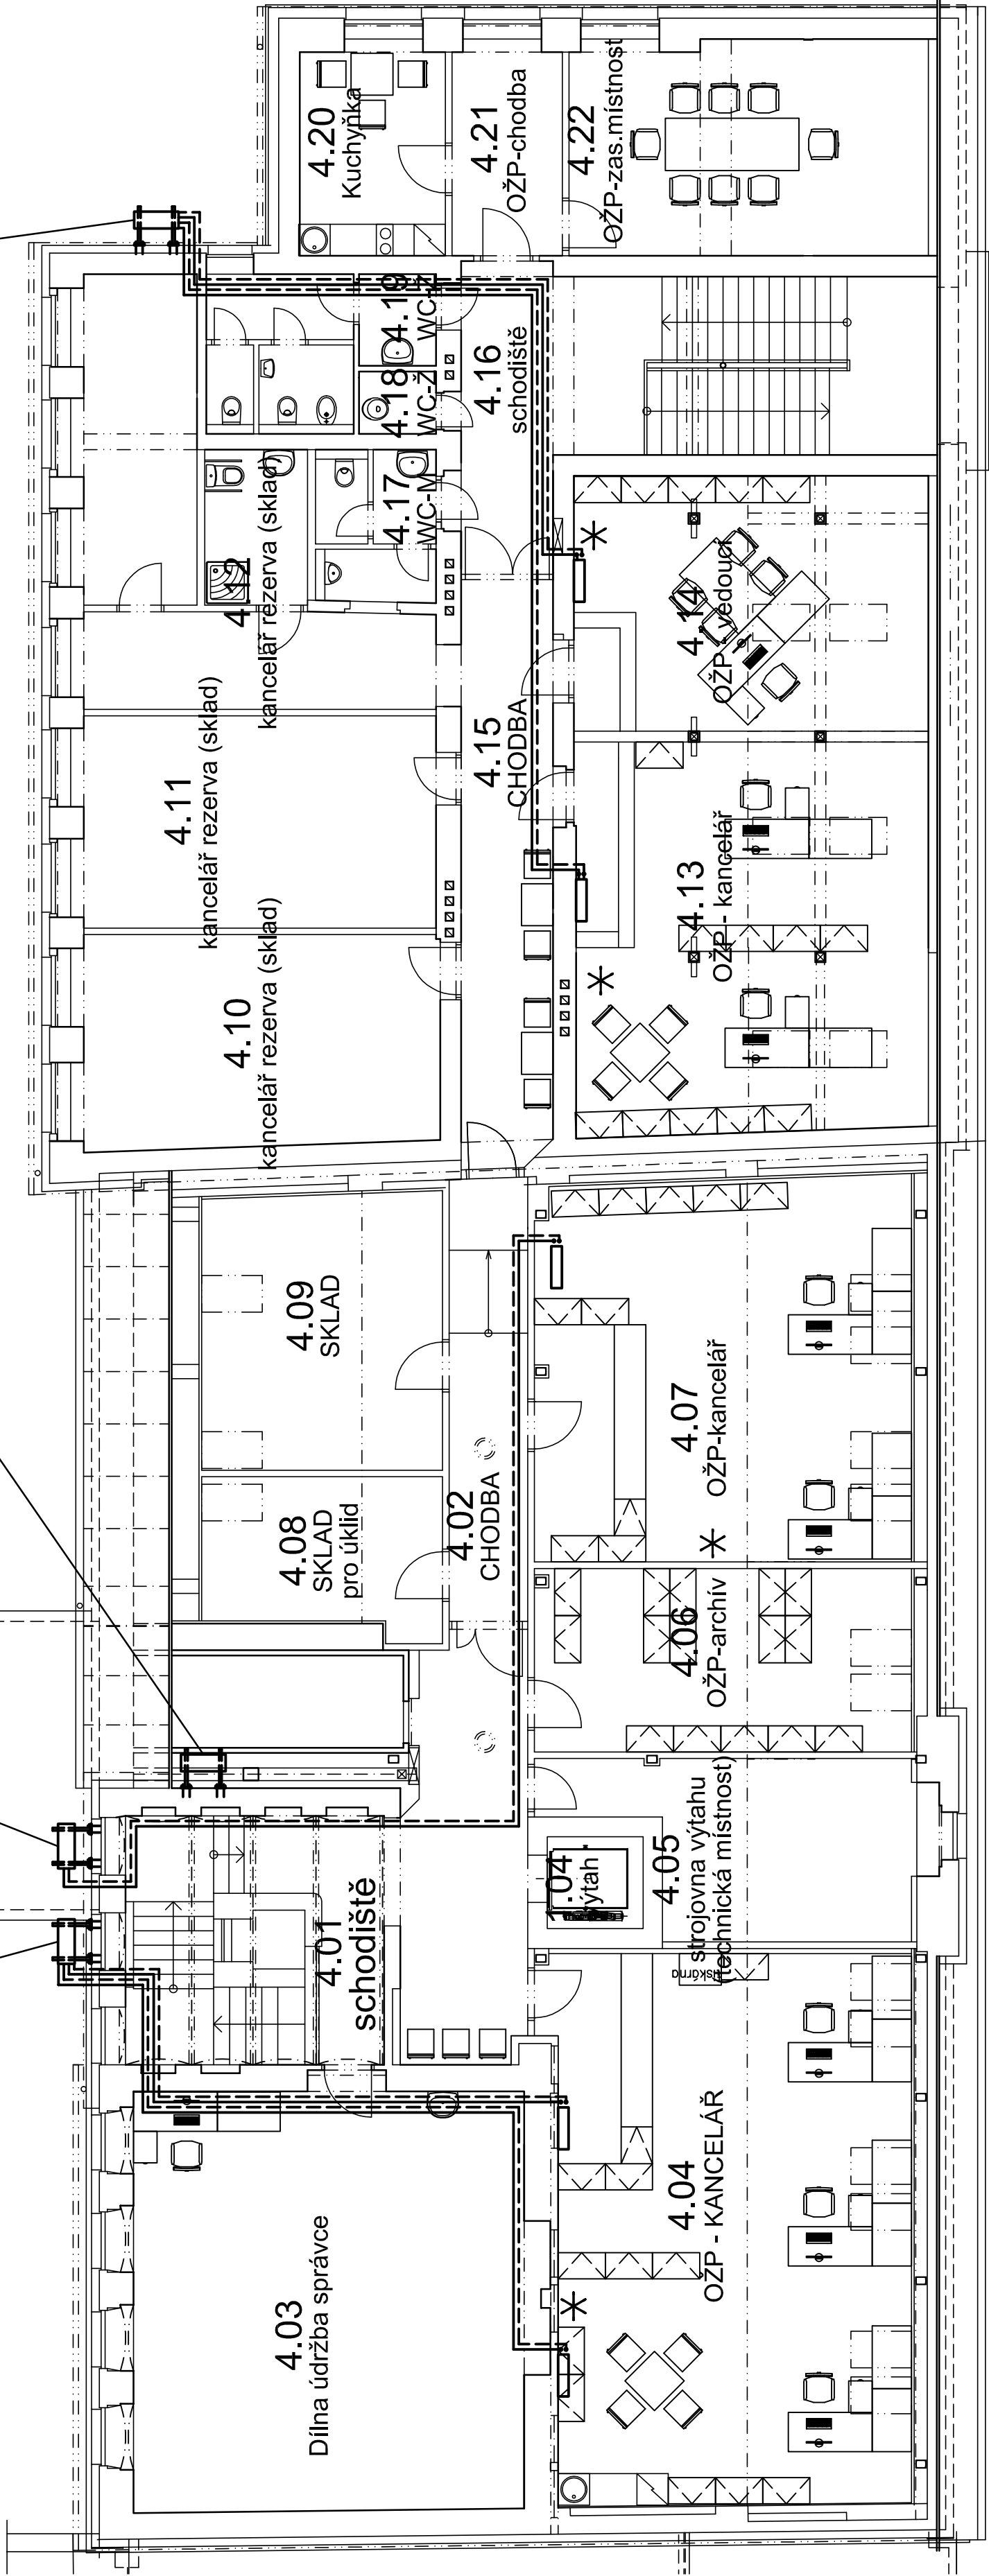 4.20
Kuchyňka
4.21
OŽP-chodba
4.22
OŽP-zas.místnost
4.19
WC-Ž
4.18
WC-Ž
4.17
WC-M
4.16
schodiště
4.12
kancelář rezerva (sklad)
4.11
kancelář rezerva (sklad)
4.10
kancelář rezerva (sklad)
4.15
CHODBA
4.14
OŽP - vedoucí
4.13
OŽP - kancelář
4.09
SKLAD
4.08
SKLAD
pro úklid
4.02
CHODBA
4.07
OŽP-kancelář
4.06
OŽP-archív
4.05
strojovna výtahu
(technická místnost)
1.04
výtah
4.01
schodiště
tiskárna
4.03
Dílna údržba správce
4.04
OŽP - KANCELÁŘ